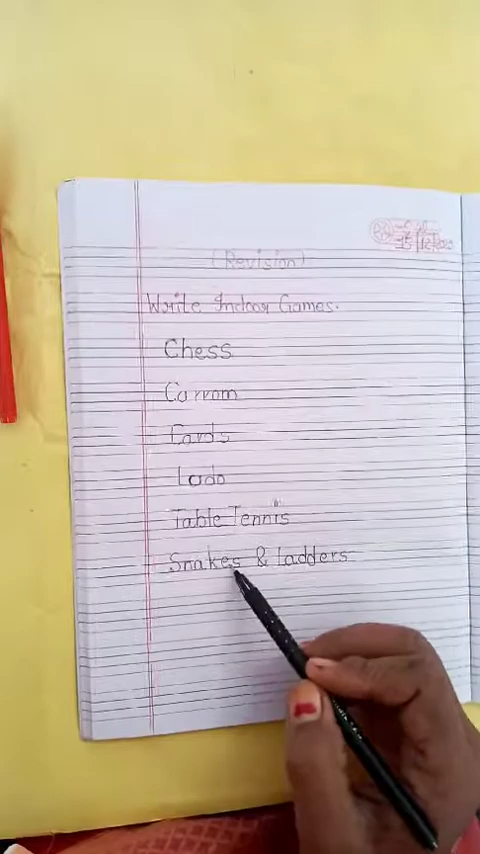 (Revision)
Write Indoor Games.
Chess
Carrom
Cards
Ludo
Table Tennis
Snakes & Ladders